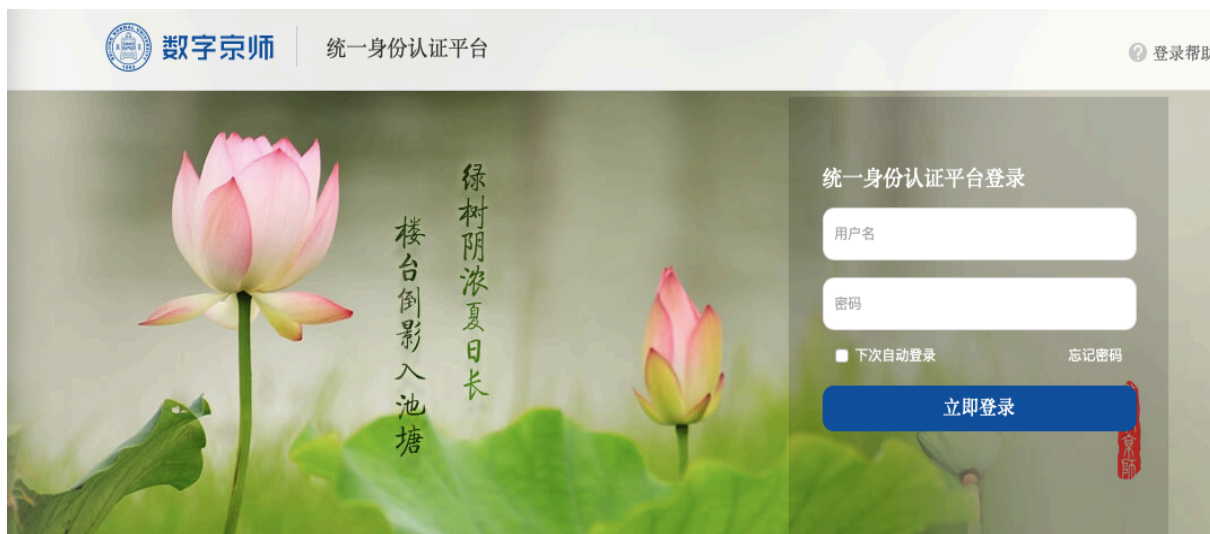 数字京师
统一身份认证平台
登录帮助
绿树阴浓夏日长
楼台倒影入池塘
统一身份认证平台登录
用户名
密码
下次自动登录
忘记密码
立即登录
京师